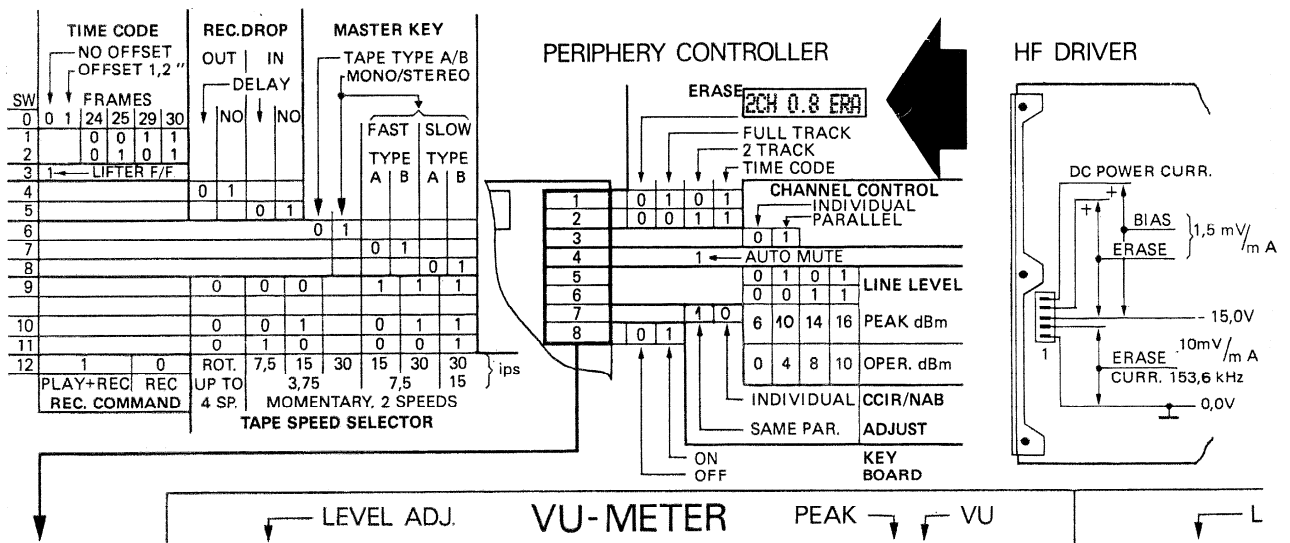 TIME CODE
NO OFFSET
OFFSET 1,2"
FRAMES
SW
0 0 1 24 25 29 30
1 0 0 1 1
2 0 1 0 1
3 1 LIFTER F/F.
4 0 1
5 0 1
6 0 1
7 0 1
8 0 1
9 0 0 0 1 1 1
10 0 0 1 0 1 1
11 0 1 0 0 0 1
12 1 0 ROT. 7,5 15 30 15 30 30
PLAY+REC REC UP TO 3,75 7,5 15
REC. COMMAND 4 SP. MOMENTARY, 2 SPEEDS
TAPE SPEED SELECTOR
} ips
REC.DROP
OUT IN
DELAY
NO NO
MASTER KEY
TAPE TYPE A/B
MONO/STEREO
FAST SLOW
TYPE TYPE
A B A B
PERIPHERY CONTROLLER
ERASE 2CH 0.8 ERA
FULL TRACK
2 TRACK
TIME CODE
CHANNEL CONTROL
INDIVIDUAL
PARALLEL
1 0 1 0 1
2 0 0 1 1
3 0 1
4 1 AUTO MUTE
5 0 1 0 1 LINE LEVEL
6 0 0 1 1
7 1 0 6 10 14 16 PEAK dBm
8 0 1
0 4 8 10 OPER. dBm
INDIVIDUAL CCIR/NAB
SAME PAR. ADJUST
ON KEY
OFF BOARD
HF DRIVER
DC POWER CURR.
+
+
BIAS
ERASE
} 1,5 mV/m A
- 15,0V
1
ERASE 10mV/m A
CURR. 153,6 kHz
0,0V
LEVEL ADJ. VU-METER PEAK VU L